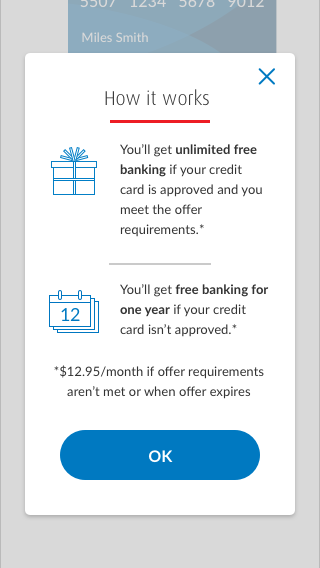 5507 1234 5678 9012
Miles Smith
How it works
You'll get unlimited free
banking if your credit
card is approved and you
meet the offer
requirements.*
12
You'll get free banking for
one year if your credit
card isn't approved.*
*$12.95/month if offer requirements
aren't met or when offer expires
OK